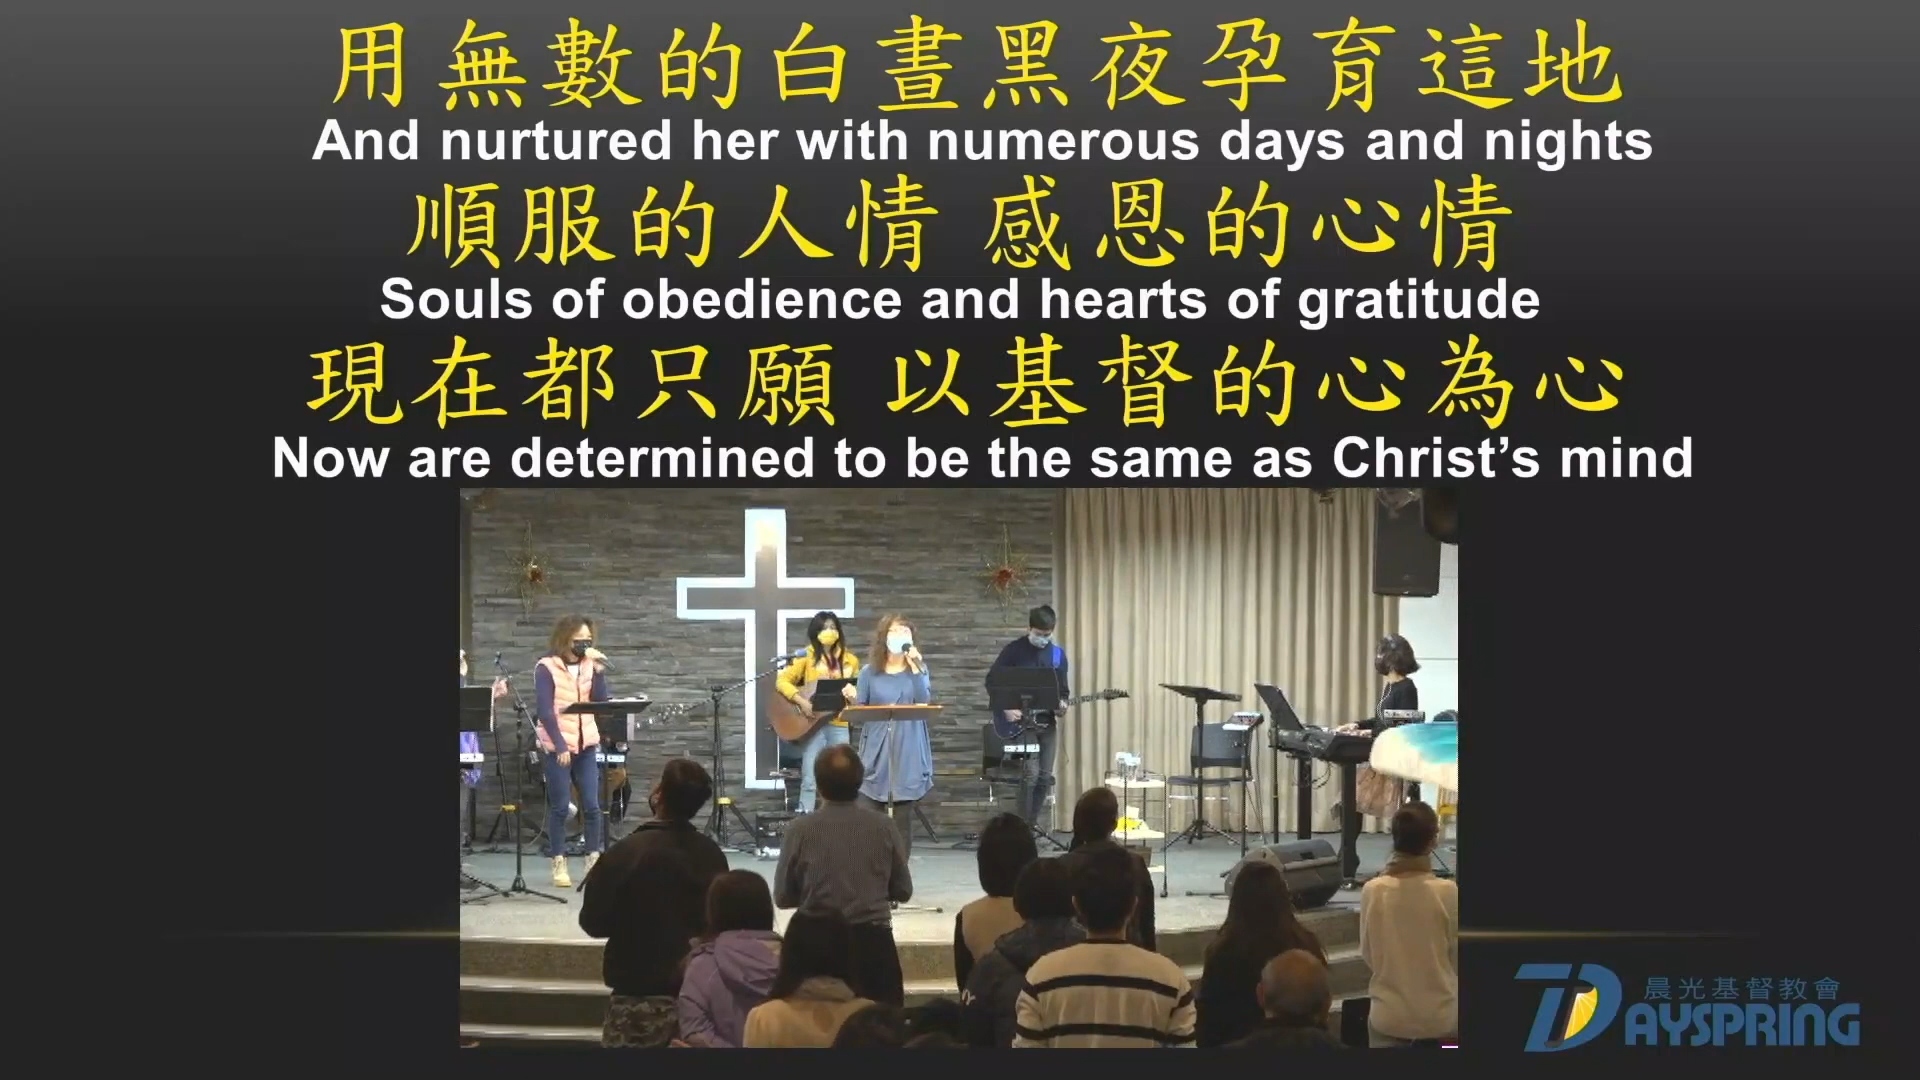 用無數的白晝黑夜孕育這地
And nurtured her with numerous days and nights
順服的人情 感恩的心情
Souls of obedience and hearts of gratitude
現在都只願 以基督的心為心
Now are determined to be the same as Christ’s mind
晨光基督教會
DAYSPRING